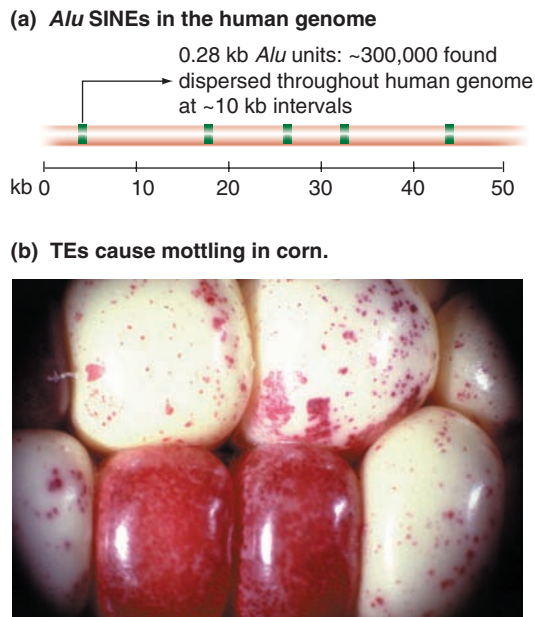 (a) Alu SINEs in the human genome
0.28 kb Alu units: ~300,000 found
dispersed throughout human genome
at ~10 kb intervals
kb 0 10 20 30 40 50
(b) TEs cause mottling in corn.